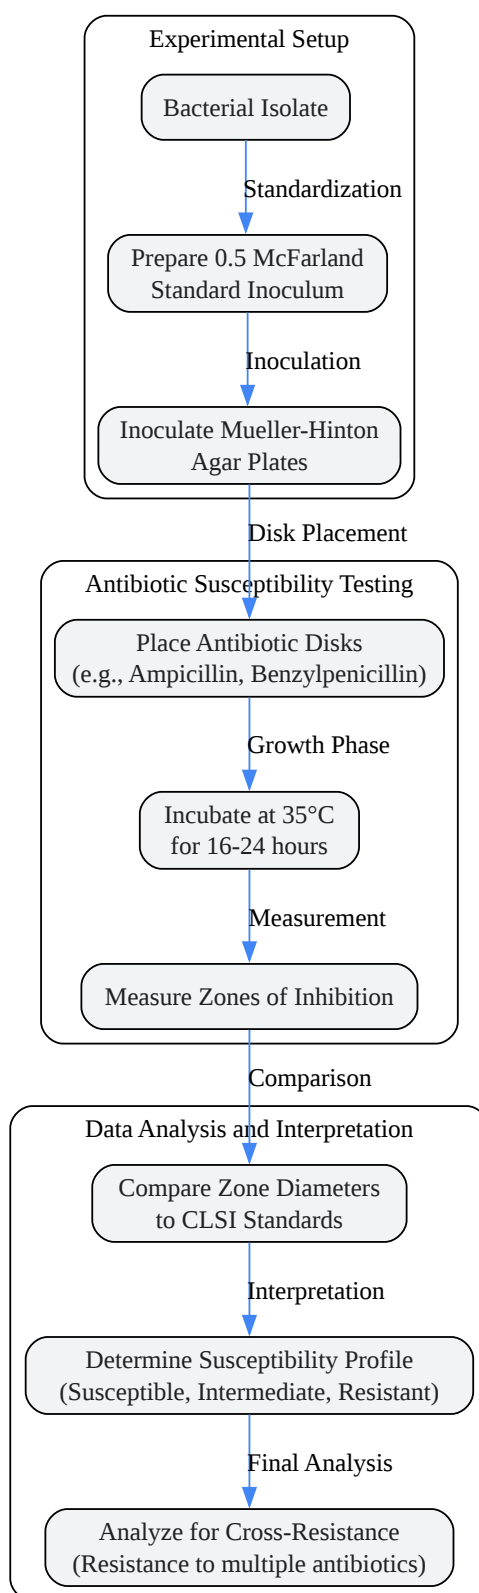 Experimental Setup
Bacterial Isolate
Standardization
Prepare 0.5 McFarland
Standard Inoculum
Inoculation
Inoculate Mueller-Hinton
Agar Plates
Disk Placement
Antibiotic Susceptibility Testing
Place Antibiotic Disks
(e.g., Ampicillin, Benzylpenicillin)
Growth Phase
Incubate at 35°C
for 16-24 hours
Measurement
Measure Zones of Inhibition
Comparison
Data Analysis and Interpretation
Compare Zone Diameters
to CLSI Standards
Interpretation
Determine Susceptibility Profile
(Susceptible, Intermediate, Resistant)
Final Analysis
Analyze for Cross-Resistance
(Resistance to multiple antibiotics)